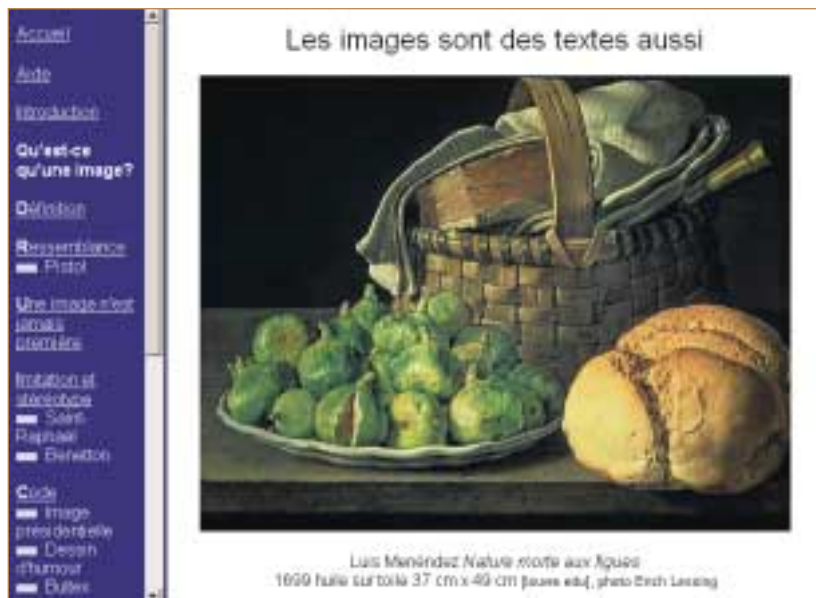 Les images sont des textes aussi
Accueil
Aide
Introduction
Qu'est-ce
qu'une image?
Définition
Ressemblance
Pistol
Une image n'est
jamais
première
Imitation et
stéréotype
Saint-
Raphaël
Benetton
Code
Image
présidentielle
Dessin
d'humour
Luis Menéndez Nature morte aux figues
1699 huile sur toile 37 cm x 49 cm [louvre.edu], photo Erich Lessing